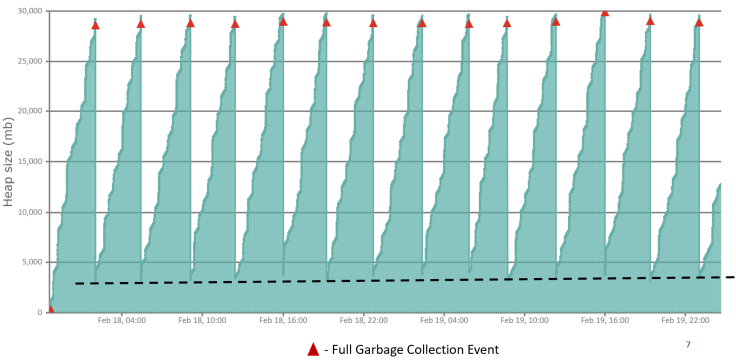 30,000
25,000
20,000
15,000
10,000
5,000
0
Heap size (mb)
Feb 18, 04:00
Feb 18, 10:00
Feb 18, 16:00
Feb 18, 22:00
Feb 19, 04:00
Feb 19, 10:00
Feb 19, 16:00
Feb 19, 22:00
- Full Garbage Collection Event
7